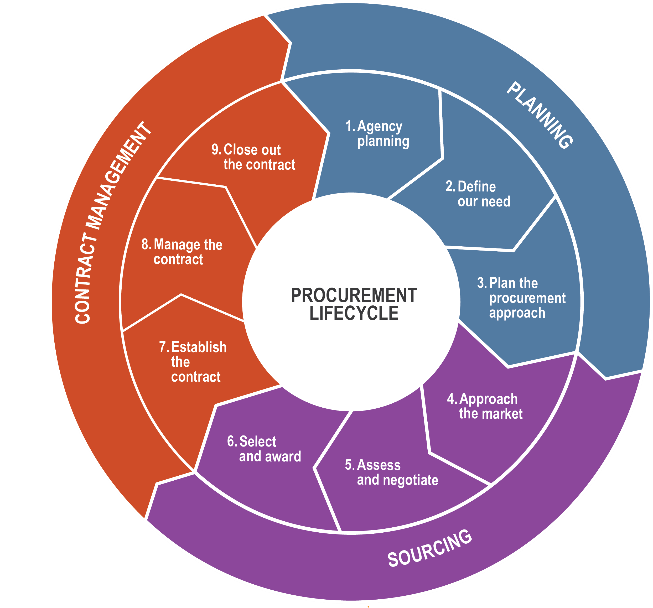 PROCUREMENT
LIFECYCLE
PLANNING
1. Agency
planning
2. Define
our need
3. Plan the
procurement
approach
SOURCING
4. Approach
the market
5. Assess
and negotiate
6. Select
and award
CONTRACT MANAGEMENT
7. Establish
the
contract
8. Manage the
contract
9. Close out
the contract